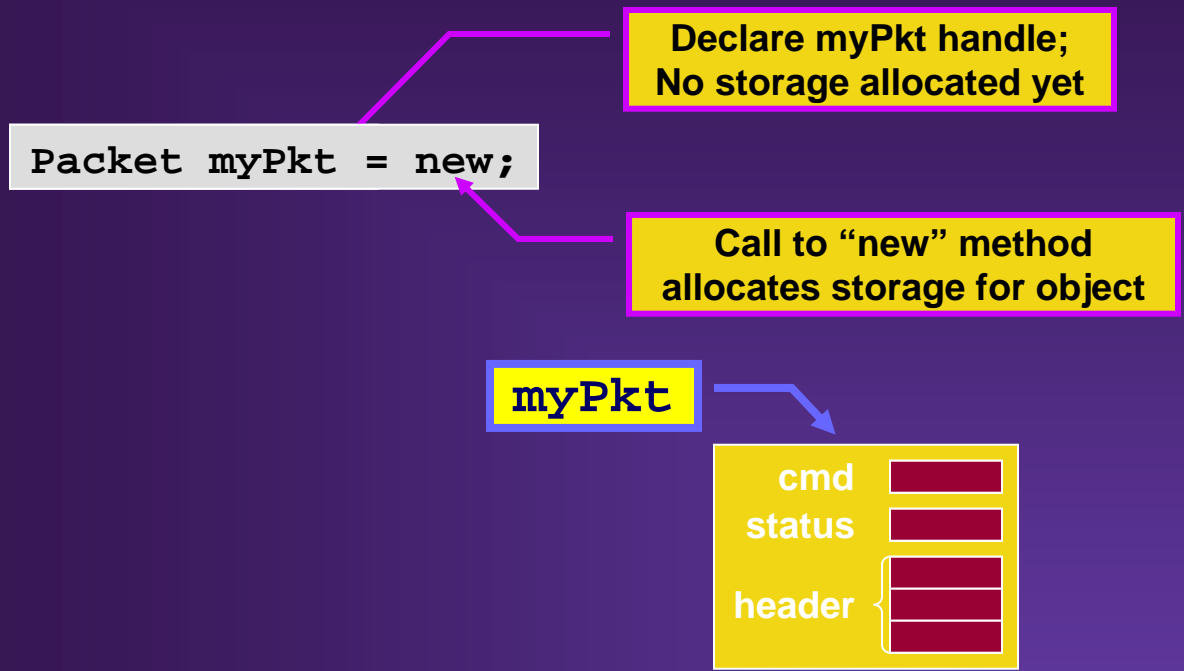 Declare myPkt handle;
No storage allocated yet
Packet myPkt = new;
Call to “new” method
allocates storage for object
myPkt
cmd
status
header